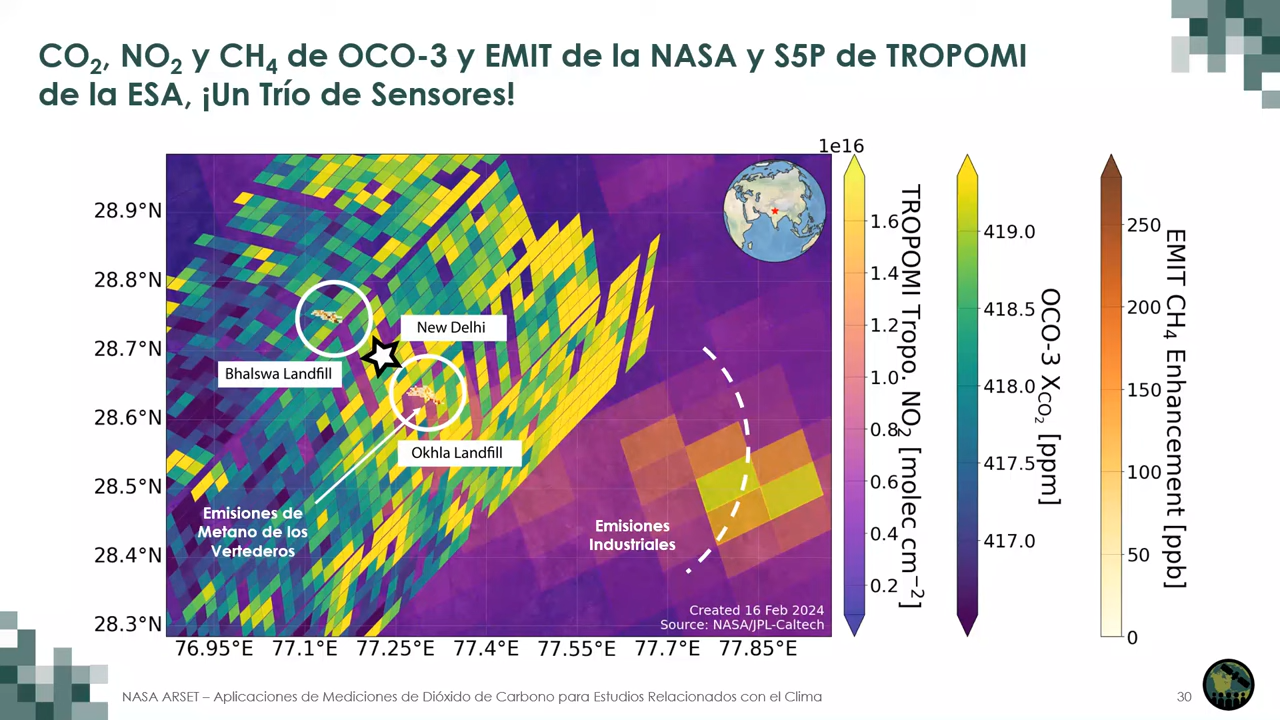 CO₂, NO₂ y CH₄ de OCO-3 y EMIT de la NASA y S5P de TROPOMI
de la ESA, ¡Un Trío de Sensores!
1e16
28.9°N
28.8°N
28.7°N
28.6°N
28.5°N
28.4°N
28.3°N
76.95°E 77.1°E 77.25°E 77.4°E 77.55°E 77.7°E 77.85°E
New Delhi
Bhalswa Landfill
Okhla Landfill
Emisiones de
Metano de los
Vertederos
Emisiones
Industriales
Created 16 Feb 2024
Source: NASA/JPL-Caltech
1.6
1.4
1.2
1.0
0.8
0.6
0.4
0.2
TROPOMI Tropo. NO₂ [molec cm⁻²]
419.0
418.5
418.0
417.5
417.0
OCO-3 Xco₂ [ppm]
250
200
150
100
50
0
EMIT CH₄ Enhancement [ppb]
NASA ARSET – Aplicaciones de Mediciones de Dióxido de Carbono para Estudios Relacionados con el Clima
30